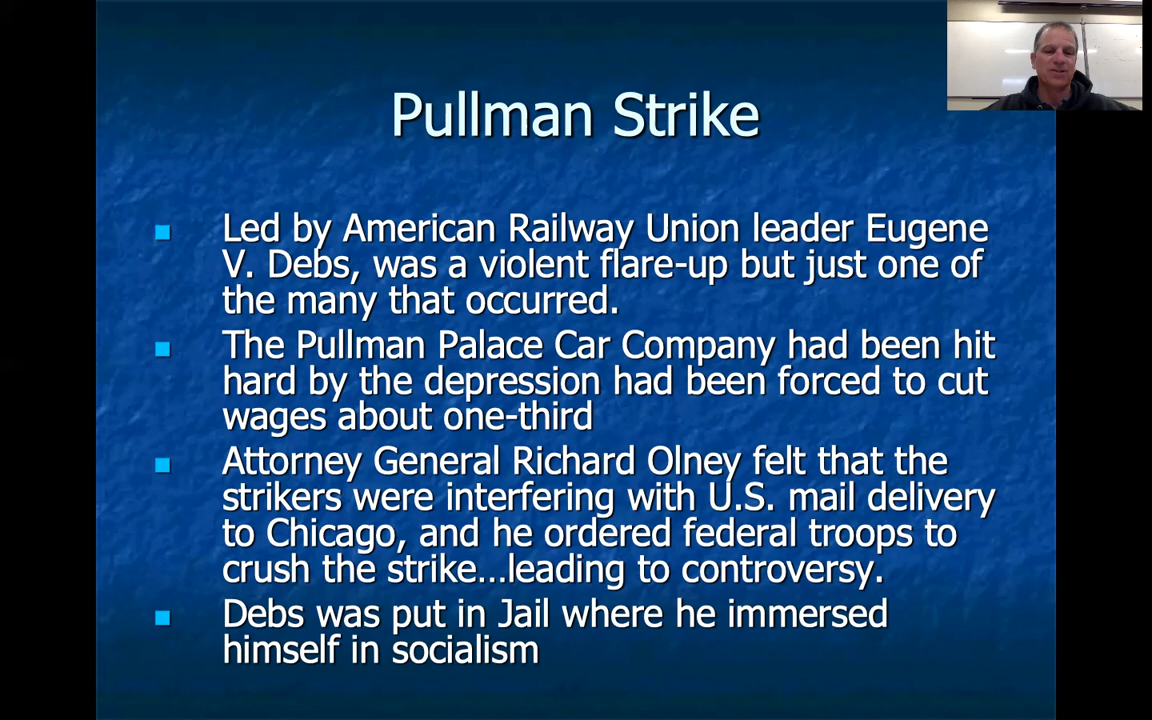 Pullman Strike
Led by American Railway Union leader Eugene
V. Debs, was a violent flare-up but just one of
the many that occurred.
The Pullman Palace Car Company had been hit
hard by the depression had been forced to cut
wages about one-third
Attorney General Richard Olney felt that the
strikers were interfering with U.S. mail delivery
to Chicago, and he ordered federal troops to
crush the strike…leading to controversy.
Debs was put in Jail where he immersed
himself in socialism